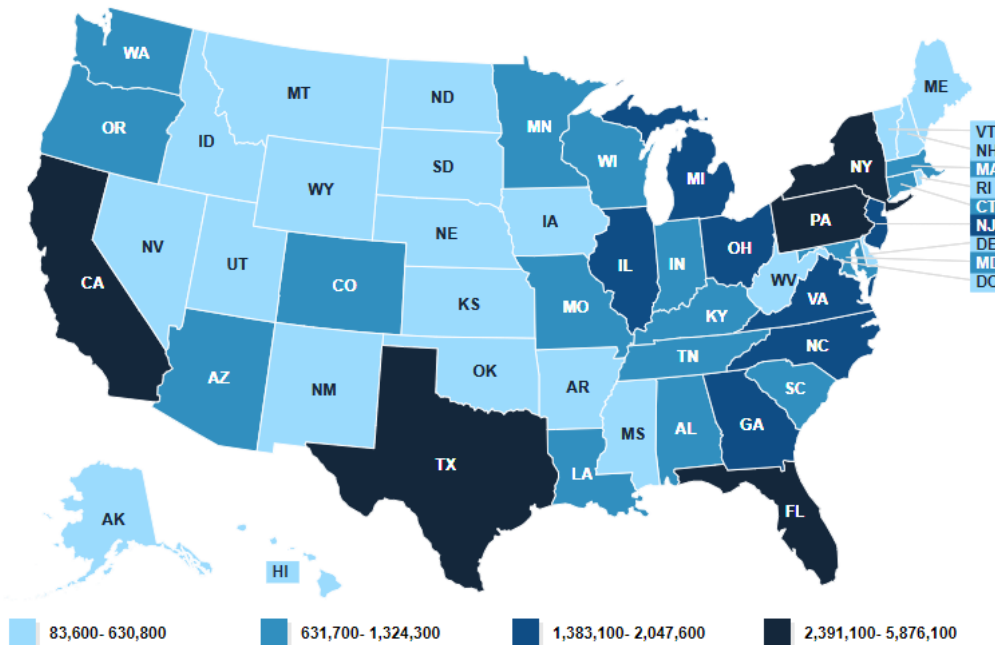 WA
MT
ND
ME
OR
MN
ID
VT
NH
WI
SD
MA
NY
WY
MI
RI
CT
IA
PA
NE
NJ
NV
OH
DE
UT
IL
IN
MD
CA
CO
WV
DC
KS
VA
MO
KY
NC
TN
AZ
OK
NM
AR
SC
GA
MS
AL
TX
LA
FL
AK
HI
83,600- 630,800
631,700- 1,324,300
1,383,100- 2,047,600
2,391,100- 5,876,100